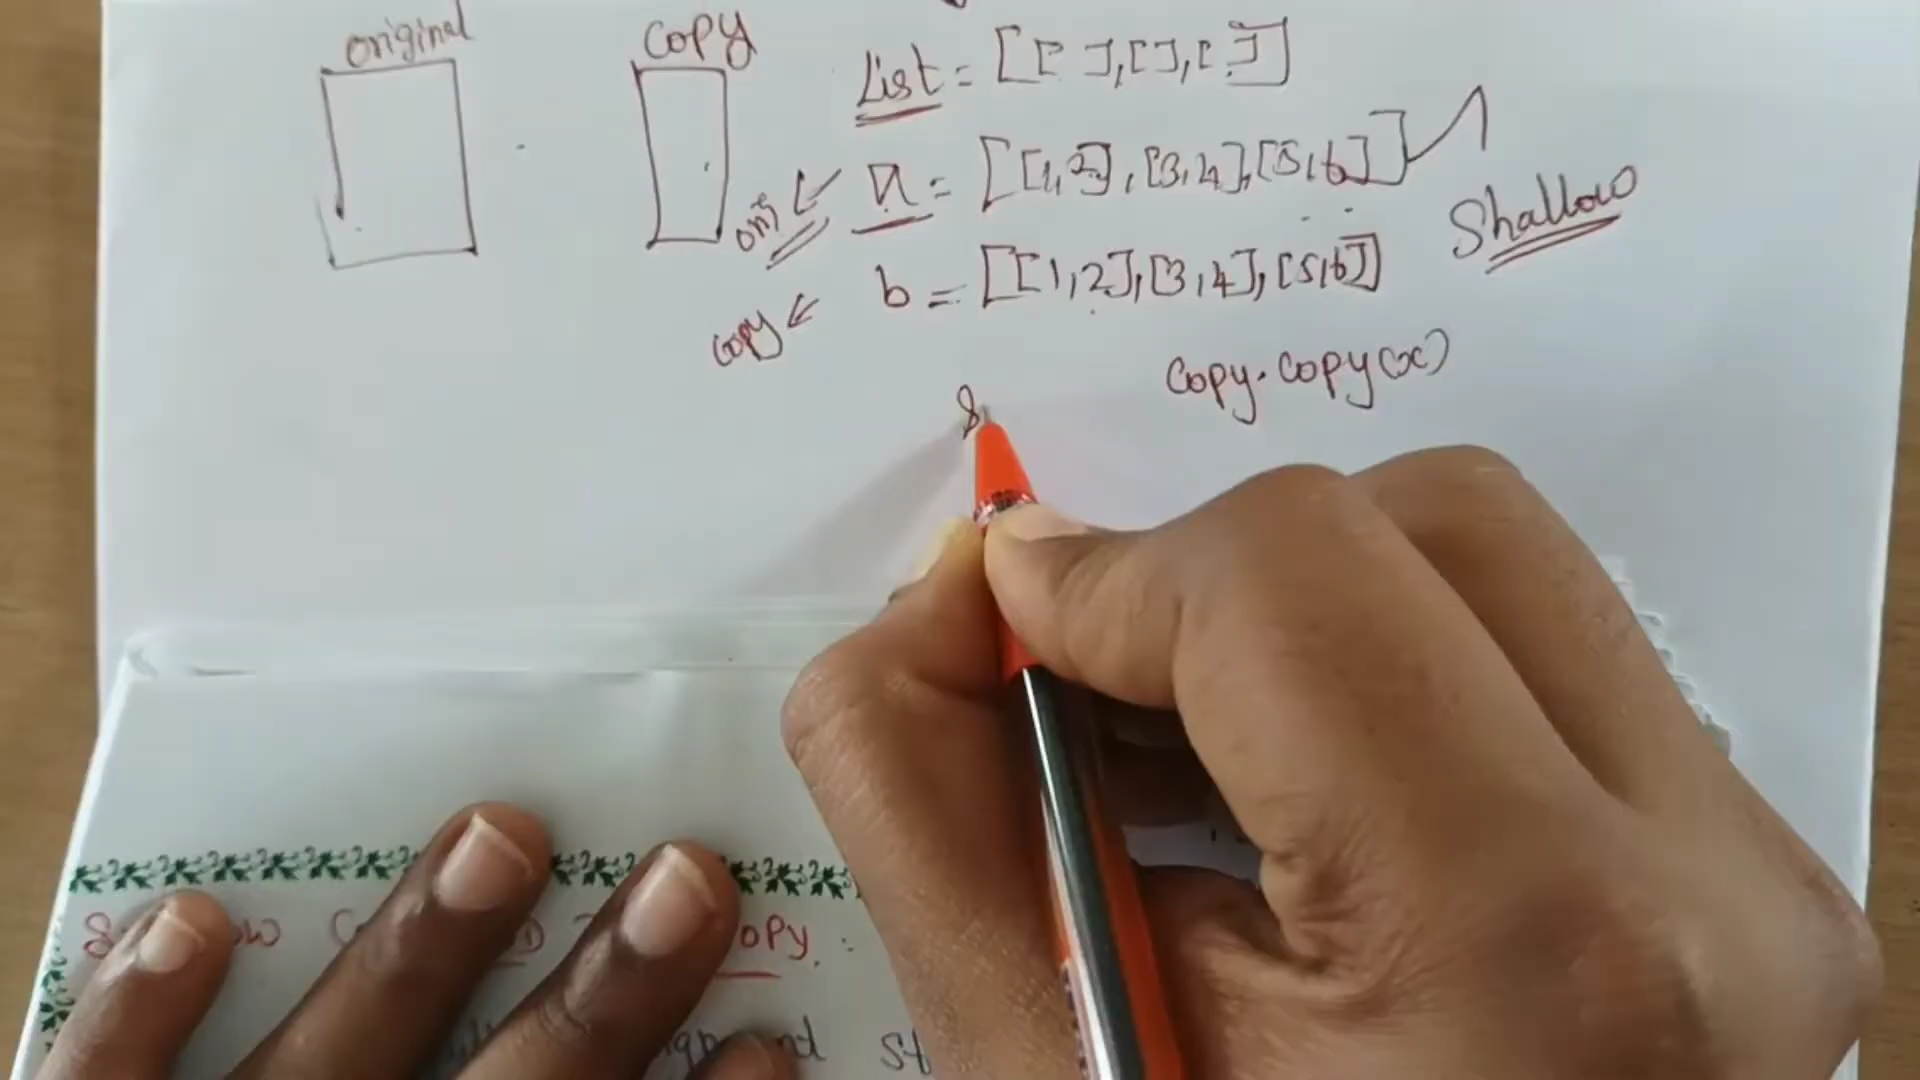 original
Copy
List = [[ ],[ ],[ ]]
ori a = [[1,2],[3,4],[5,6]]
Shallow
copy b = [[1,2],[3,4],[5,6]]
Copy.copy(x)
S
opy :